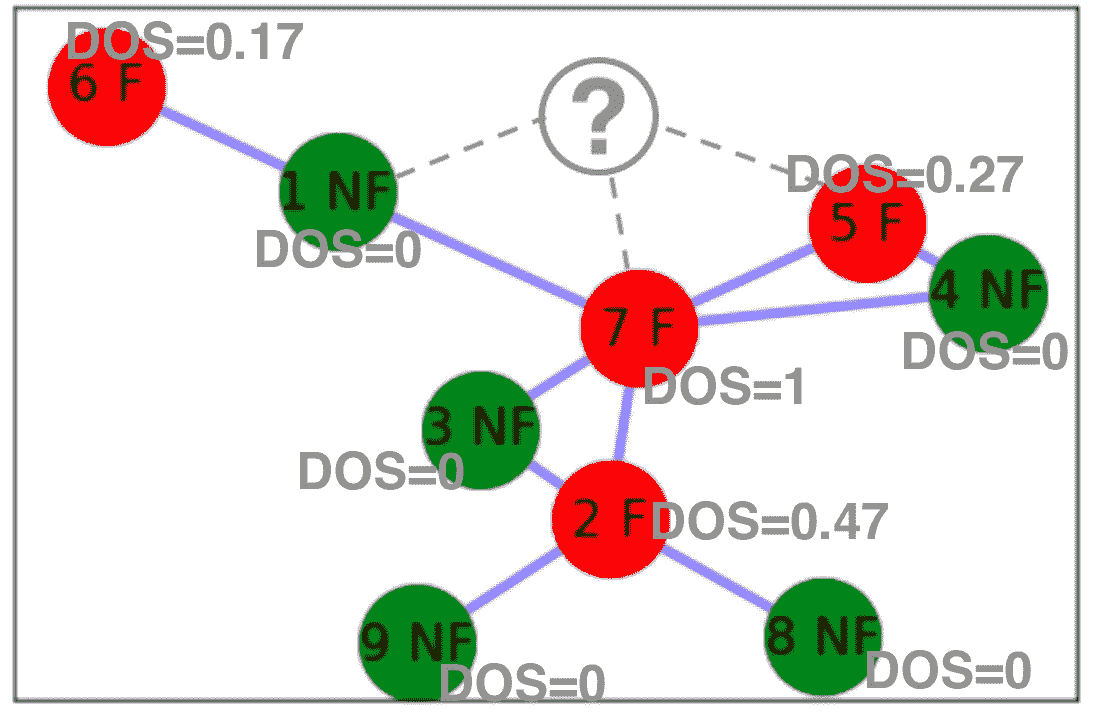 DOS=0.17
6 F
?
1 NF
DOS=0
DOS=0.27
5 F
4 NF
DOS=0
7 F
DOS=1
3 NF
DOS=0
2 F
DOS=0.47
9 NF
DOS=0
8 NF
DOS=0